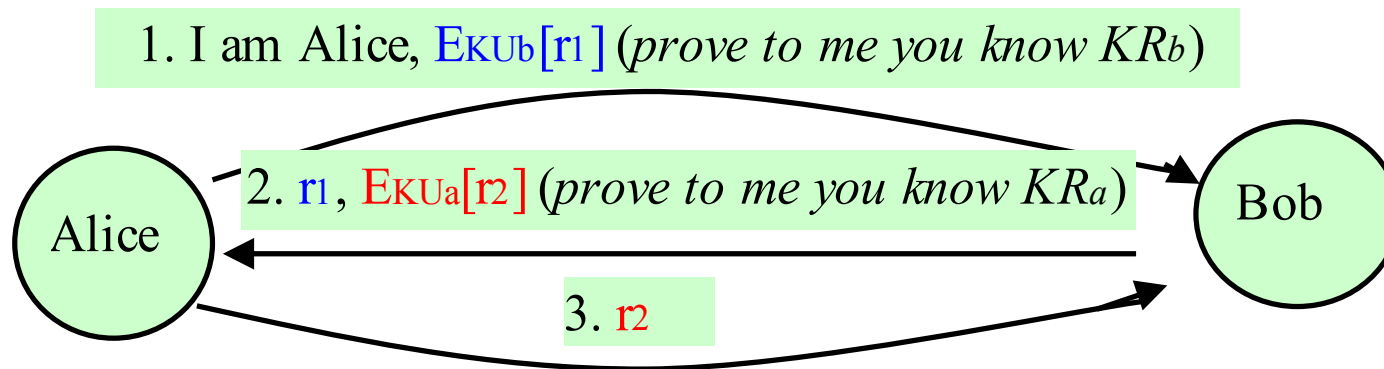 1. I am Alice, EKUb[r1] (prove to me you know KRb)
2. r1, EKUa[r2] (prove to me you know KRa)
Alice
Bob
3. r2